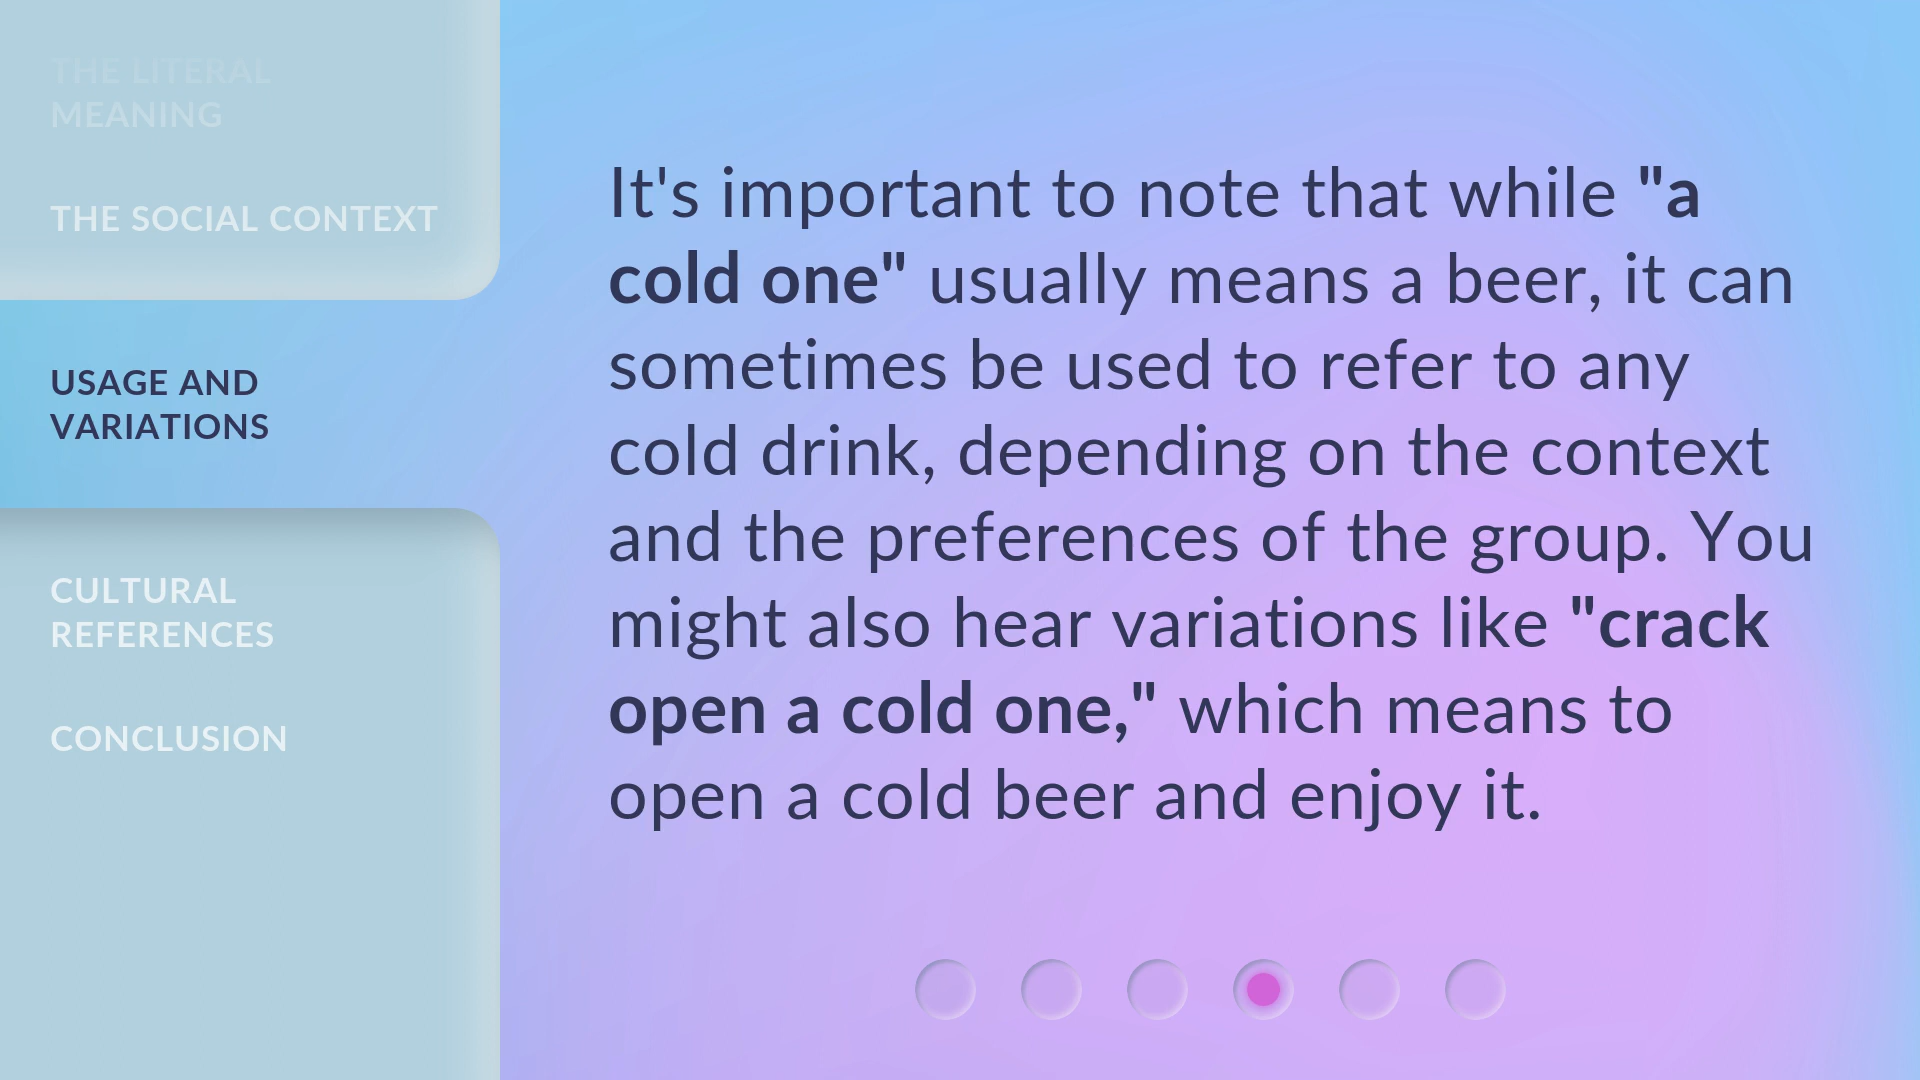 THE LITERAL
MEANING
THE SOCIAL CONTEXT
USAGE AND
VARIATIONS
CULTURAL
REFERENCES
CONCLUSION
It's important to note that while "a
cold one" usually means a beer, it can
sometimes be used to refer to any
cold drink, depending on the context
and the preferences of the group. You
might also hear variations like "crack
open a cold one," which means to
open a cold beer and enjoy it.